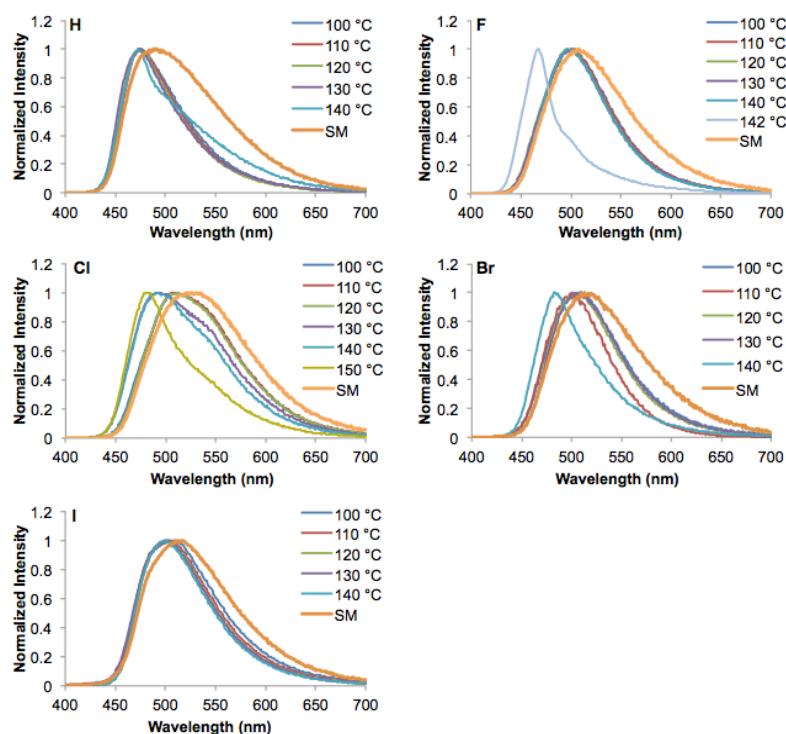 H
Normalized Intensity
1.2
1
0.8
0.6
0.4
0.2
0
400 450 500 550 600 650 700
Wavelength (nm)
100 °C
110 °C
120 °C
130 °C
140 °C
SM
F
Normalized Intensity
1.2
1
0.8
0.6
0.4
0.2
0
400 450 500 550 600 650 700
Wavelength (nm)
100 °C
110 °C
120 °C
130 °C
140 °C
142 °C
SM
Cl
Normalized Intensity
1.2
1
0.8
0.6
0.4
0.2
0
400 450 500 550 600 650 700
Wavelength (nm)
100 °C
110 °C
120 °C
130 °C
140 °C
150 °C
SM
Br
Normalized Intensity
1.2
1
0.8
0.6
0.4
0.2
0
400 450 500 550 600 650 700
Wavelength (nm)
100 °C
110 °C
120 °C
130 °C
140 °C
SM
I
Normalized Intensity
1.2
1
0.8
0.6
0.4
0.2
0
400 450 500 550 600 650 700
Wavelength (nm)
100 °C
110 °C
120 °C
130 °C
140 °C
SM